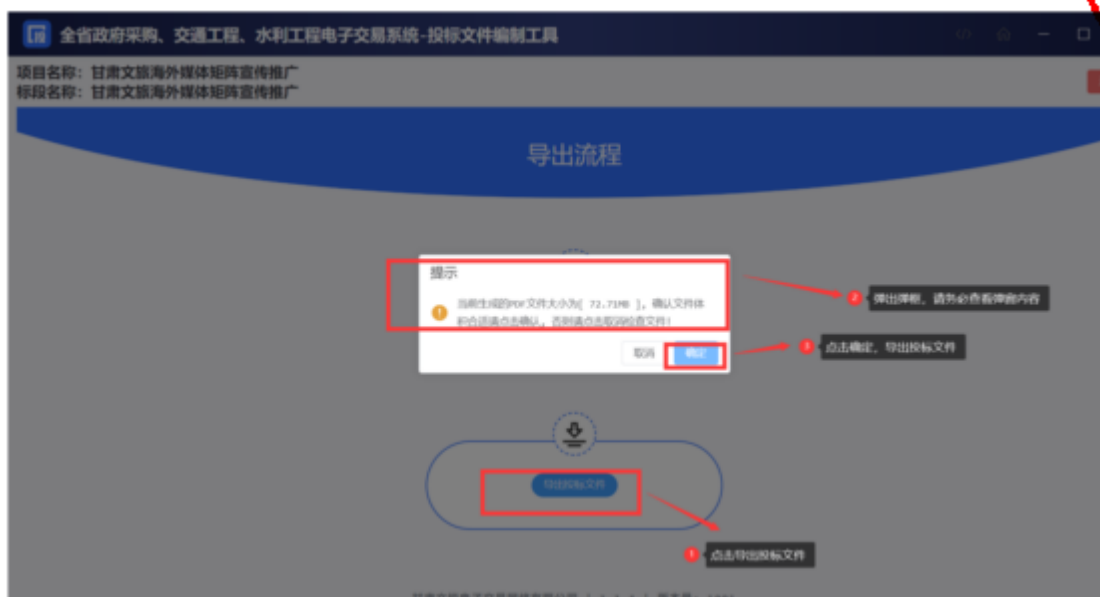 投 全省政府采购、交通工程、水利工程电子交易系统-投标文件编制工具
项目名称：甘肃文旅海外媒体矩阵宣传推广
标段名称：甘肃文旅海外媒体矩阵宣传推广
导出流程
提示
当前生成的PDF文件大小为[ 72.71MB ]，确认文件体
积合适请点击确认，否则请点击取消检查文件！
2 弹出弹框，请务必查看弹窗内容
取消 确定
3 点击确定，导出投标文件
导出投标文件
1 点击导出投标文件